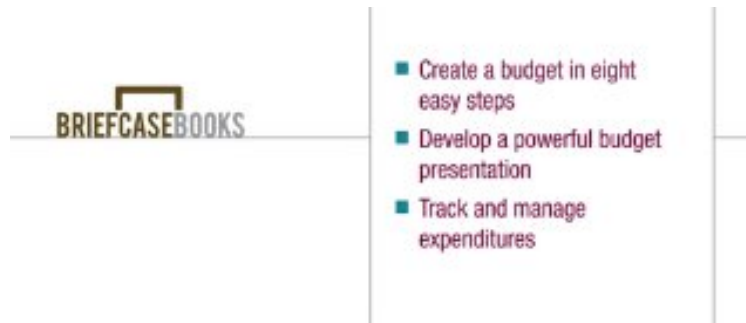 BRIEFCASEBOOKS
Create a budget in eight
easy steps
Develop a powerful budget
presentation
Track and manage
expenditures